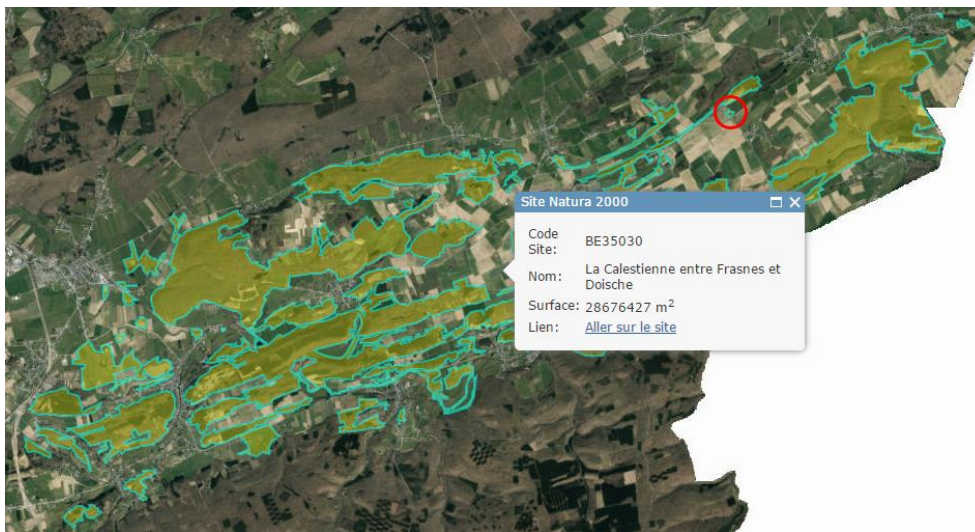 Site Natura 2000
Code
Site:
BE35030
Nom:
La Calestienne entre Frasnes et
Doische
Surface: 28676427 m²
Lien:
Aller sur le site